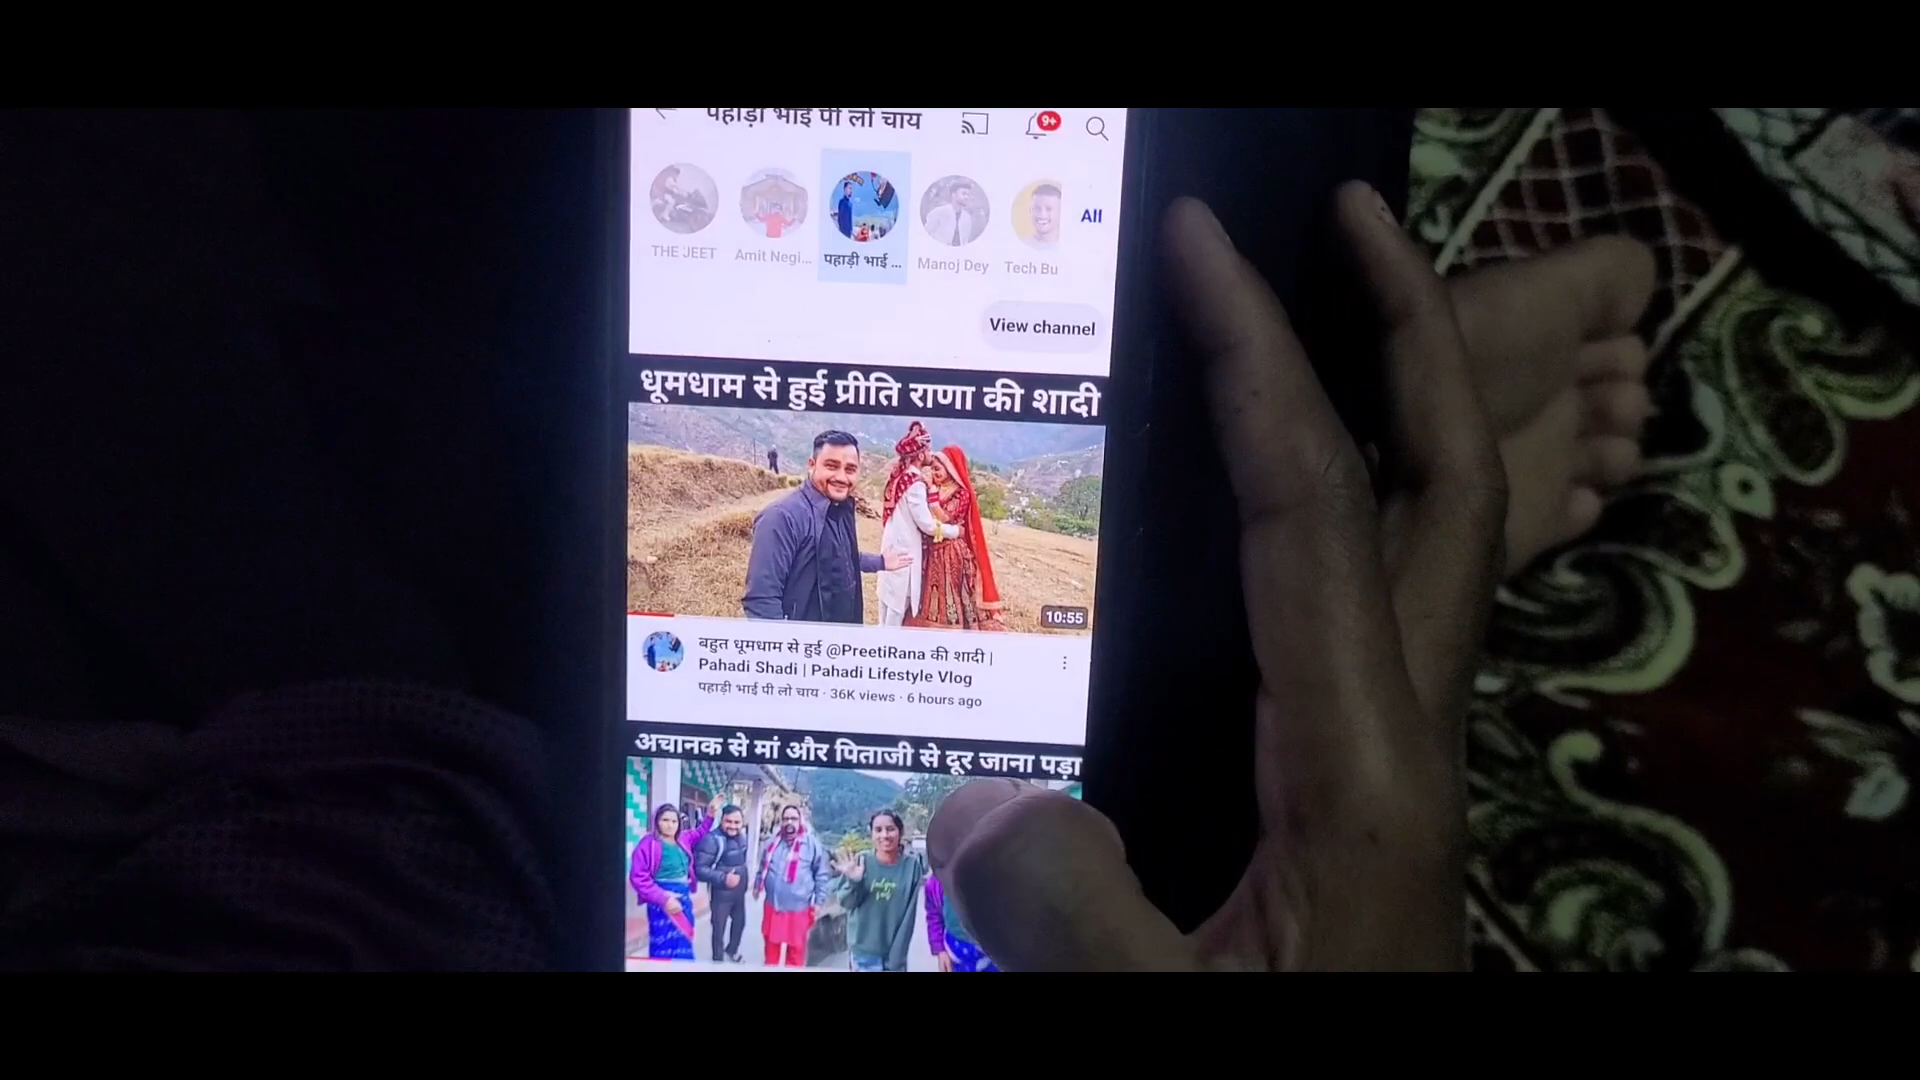 पहाड़ी भाई पी लो चाय
9+
THE JEET
Amit Negi...
पहाड़ी भाई ...
Manoj Dey
Tech Bu
All
View channel
धूमधाम से हुई प्रीति राणा की शादी
10:55
बहुत धूमधाम से हुई @PreetiRana की शादी |
Pahadi Shadi | Pahadi Lifestyle Vlog
पहाड़ी भाई पी लो चाय · 36K views · 6 hours ago
अचानक से मां और पिताजी से दूर जाना पड़ा